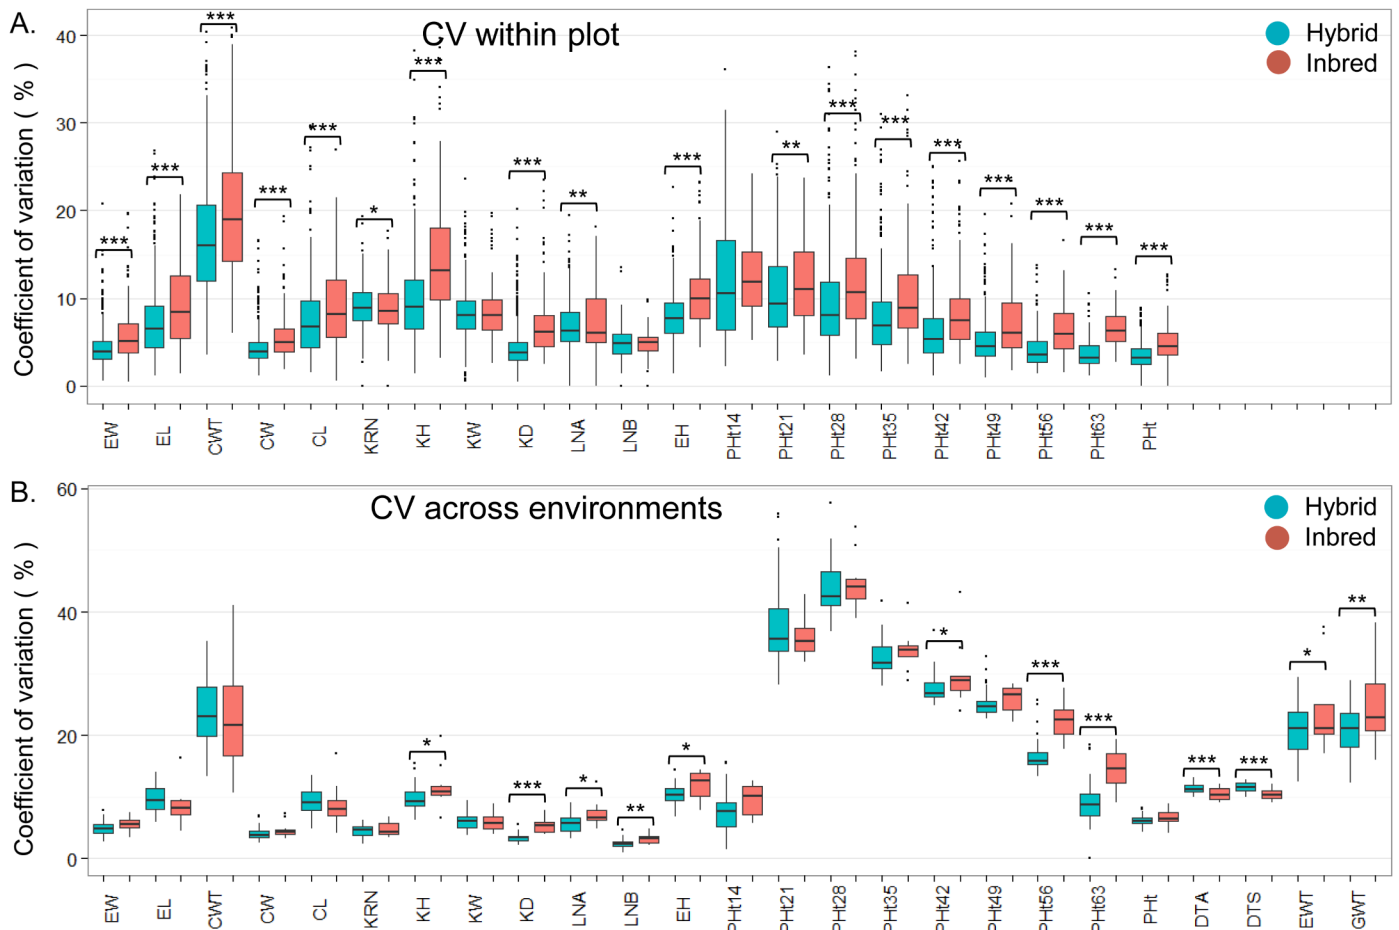 A.
CV within plot
Hybrid
Inbred
Coefficient of variation ( % )
40
30
20
10
0
*** *** *** *** *** * *** *** ** *** ** *** *** *** *** *** *** ***
EW EL CWT CW CL KRN KH KW KD LNA LNB EH PHt14 PHt21 PHt28 PHt35 PHt42 PHt49 PHt56 PHt63 PHt
B.
CV across environments
Hybrid
Inbred
Coefficient of variation ( % )
60
40
20
0
* *** * ** * * *** *** *** *** * **
EW EL CWT CW CL KRN KH KW KD LNA LNB EH PHt14 PHt21 PHt28 PHt35 PHt42 PHt49 PHt56 PHt63 PHt DTA DTS EWT GWT